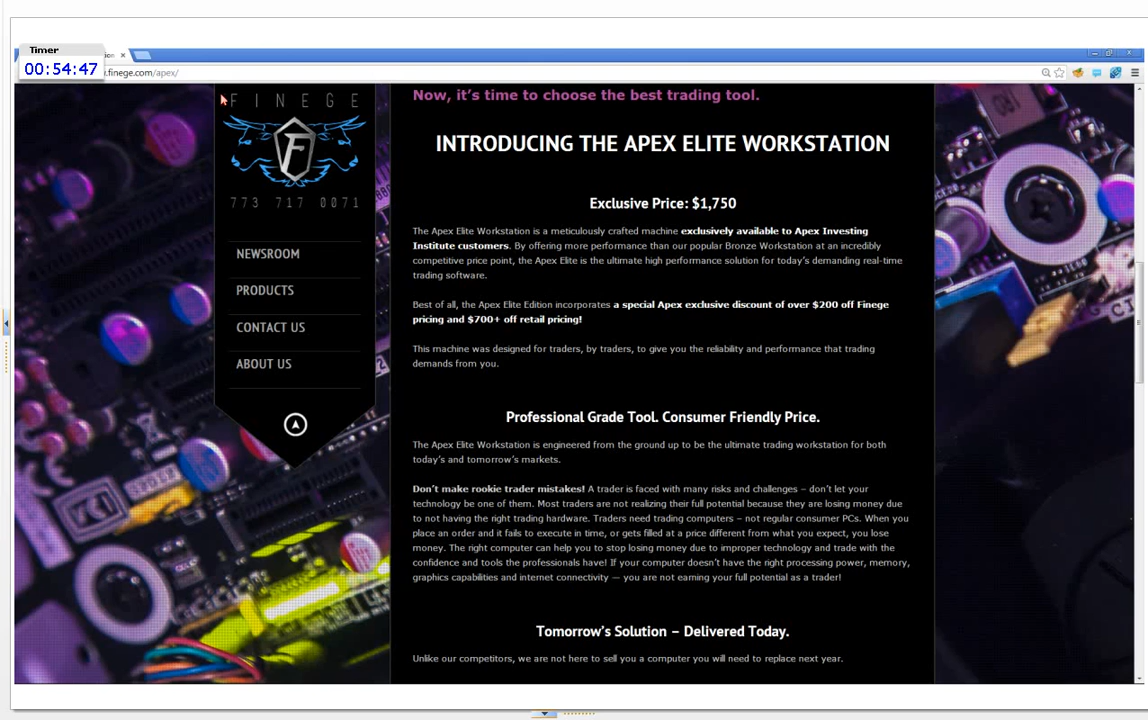 Timer
00:54:47
ion
.finege.com/apex/
FINEGE
F
773 717 0071
NEWSROOM
PRODUCTS
CONTACT US
ABOUT US
Now, it's time to choose the best trading tool.
INTRODUCING THE APEX ELITE WORKSTATION
Exclusive Price: $1,750
The Apex Elite Workstation is a meticulously crafted machine exclusively available to Apex Investing
Institute customers. By offering more performance than our popular Bronze Workstation at an incredibly
competitive price point, the Apex Elite is the ultimate high performance solution for today's demanding real-time
trading software.
Best of all, the Apex Elite Edition incorporates a special Apex exclusive discount of over $200 off Finege
pricing and $700+ off retail pricing!
This machine was designed for traders, by traders, to give you the reliability and performance that trading
demands from you.
Professional Grade Tool. Consumer Friendly Price.
The Apex Elite Workstation is engineered from the ground up to be the ultimate trading workstation for both
today's and tomorrow's markets.
Don't make rookie trader mistakes! A trader is faced with many risks and challenges – don't let your
technology be one of them. Most traders are not realizing their full potential because they are losing money due
to not having the right trading hardware. Traders need trading computers – not regular consumer PCs. When you
place an order and it fails to execute in time, or gets filled at a price different from what you expect, you lose
money. The right computer can help you to stop losing money due to improper technology and trade with the
confidence and tools the professionals have! If your computer doesn't have the right processing power, memory,
graphics capabilities and internet connectivity — you are not earning your full potential as a trader!
Tomorrow's Solution – Delivered Today.
Unlike our competitors, we are not here to sell you a computer you will need to replace next year.